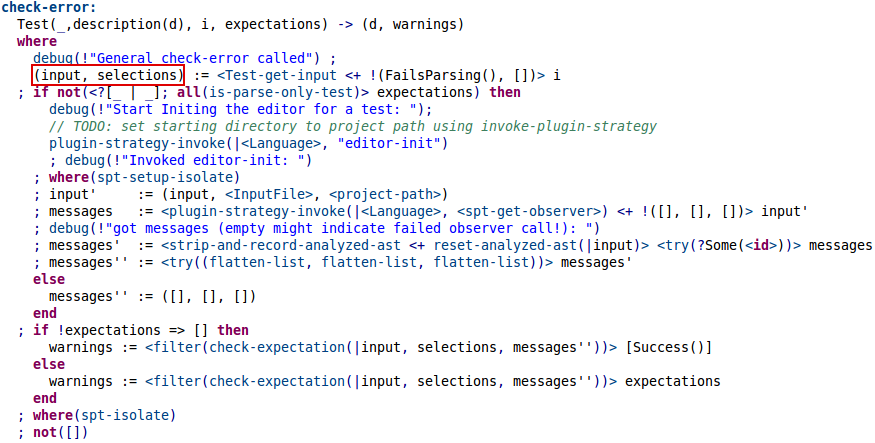 check-error:
  Test(_,description(d), i, expectations) -> (d, warnings)
  where
    debug(!"General check-error called") ;
    (input, selections) := <Test-get-input <+ !(FailsParsing(), [])> i
  ; if not(<?[_ | _]; all(is-parse-only-test)> expectations) then
      debug(!"Start Initing the editor for a test: ");
      // TODO: set starting directory to project path using invoke-plugin-strategy
      plugin-strategy-invoke(|<Language>, "editor-init")
      ; debug(!"Invoked editor-init: ")
    ; where(spt-setup-isolate)
    ; input'     := (input, <InputFile>, <project-path>)
    ; messages   := <plugin-strategy-invoke(|<Language>, <spt-get-observer>) <+ !([], [], [])> input'
    ; debug(!"got messages (empty might indicate failed observer call!): ")
    ; messages'  := <strip-and-record-analyzed-ast <+ reset-analyzed-ast(|input)> <try(?Some(<id>))> messages
    ; messages'' := <try((flatten-list, flatten-list, flatten-list))> messages'
    else
      messages'' := ([], [], [])
    end
  ; if !expectations => [] then
      warnings := <filter(check-expectation(|input, selections, messages''))> [Success()]
    else
      warnings := <filter(check-expectation(|input, selections, messages''))> expectations
    end
  ; where(spt-isolate)
  ; not([])